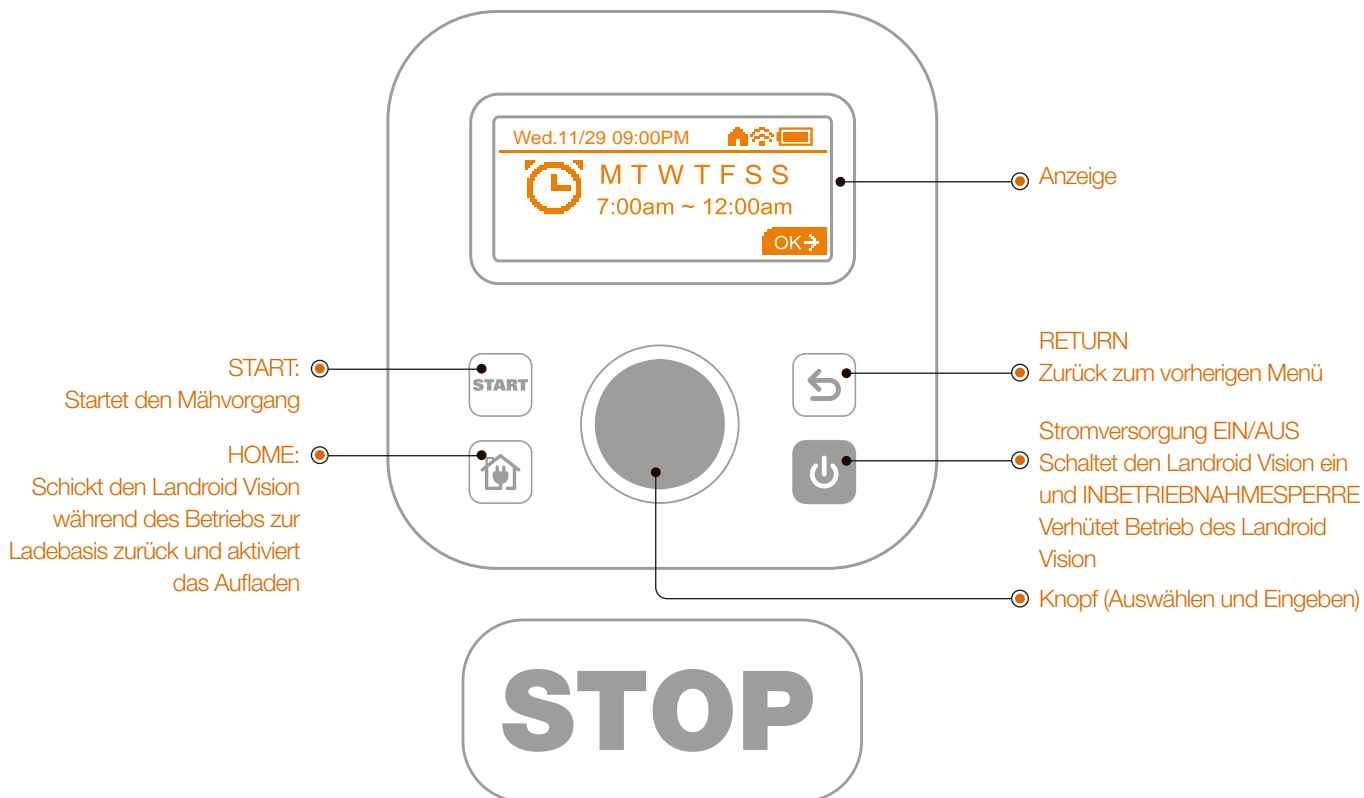 Wed.11/29 09:00PM
M T W T F S S
7:00am ~ 12:00am
OK
Anzeige
START
START:
Startet den Mähvorgang
HOME:
Schickt den Landroid Vision
während des Betriebs zur
Ladebasis zurück und aktiviert
das Aufladen
RETURN
Zurück zum vorherigen Menü
Stromversorgung EIN/AUS
Schaltet den Landroid Vision ein
und INBETRIEBNAHMESPERRE
Verhütet Betrieb des Landroid
Vision
Knopf (Auswählen und Eingeben)
STOP